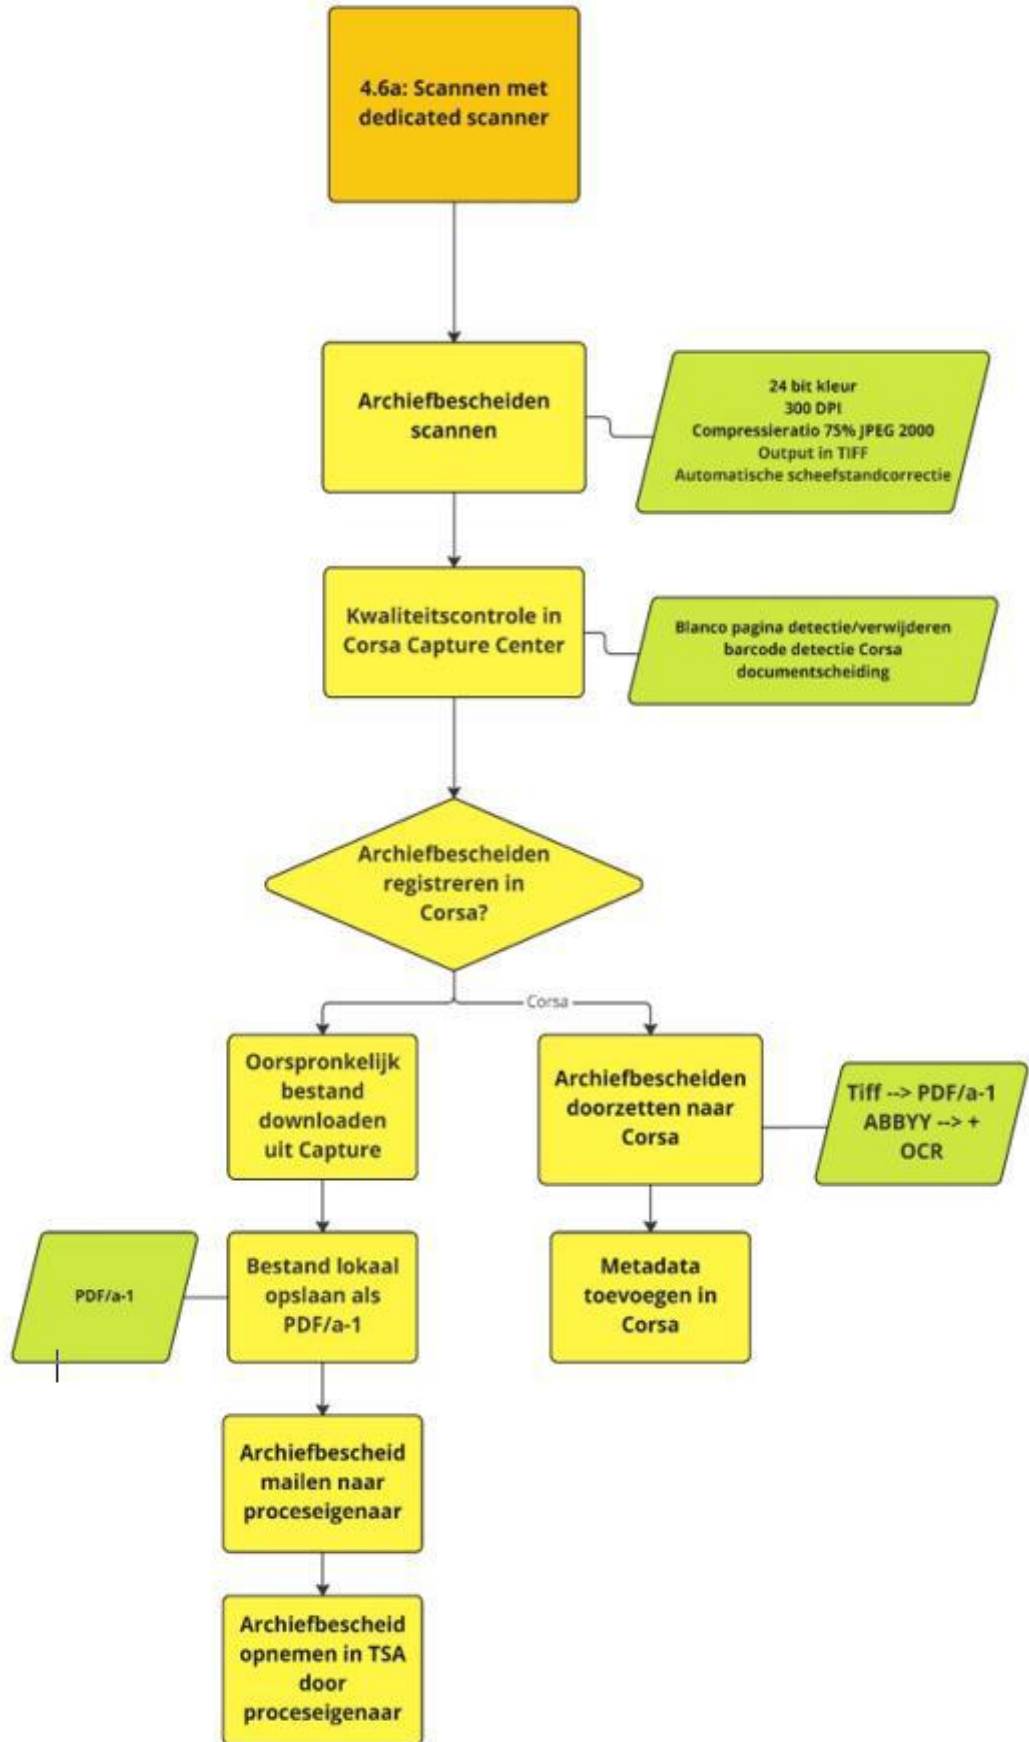 4.6a: Scannen met
dedicated scanner
Archiefbescheiden
scannen
24 bit kleur
300 DPI
Compressieratio 75% JPEG 2000
Output in TIFF
Automatische scheefstandcorrectie
Kwaliteitscontrole in
Corsa Capture Center
Blanco pagina detectie/verwijderen
barcode detectie Corsa
documentscheiding
Archiefbescheiden
registreren in
Corsa?
Corsa
Oorspronkelijk
bestand
downloaden
uit Capture
Archiefbescheiden
doorzetten naar
Corsa
Tiff --> PDF/a-1
ABBYY --> +
OCR
PDF/a-1
Bestand lokaal
opslaan als
PDF/a-1
Metadata
toevoegen in
Corsa
Archiefbescheid
mailen naar
proceseigenaar
Archiefbescheid
opnemen in TSA
door
proceseigenaar